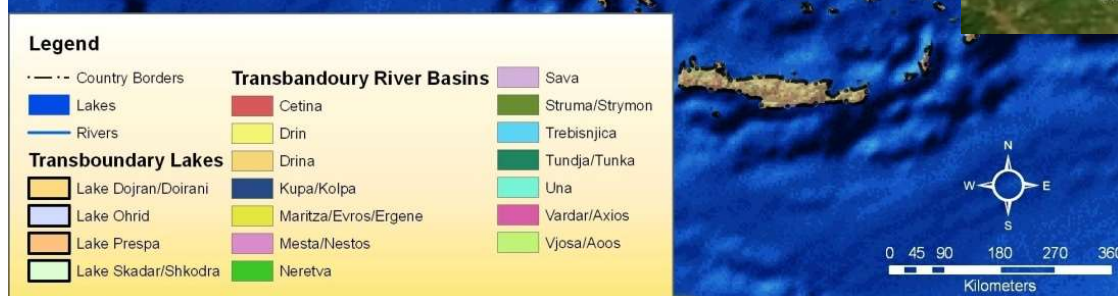 Legend
Country Borders
Lakes
Rivers
Transboundary Lakes
Lake Dojran/Doirani
Lake Ohrid
Lake Prespa
Lake Skadar/Shkodra
Transbandoury River Basins
Cetina
Drin
Drina
Kupa/Kolpa
Maritza/Evros/Ergene
Mesta/Nestos
Neretva
Sava
Struma/Strymon
Trebisnjica
Tundja/Tunka
Una
Vardar/Axios
Vjosa/Aoos
N
W E
S
0 45 90 180 270 360
Kilometers